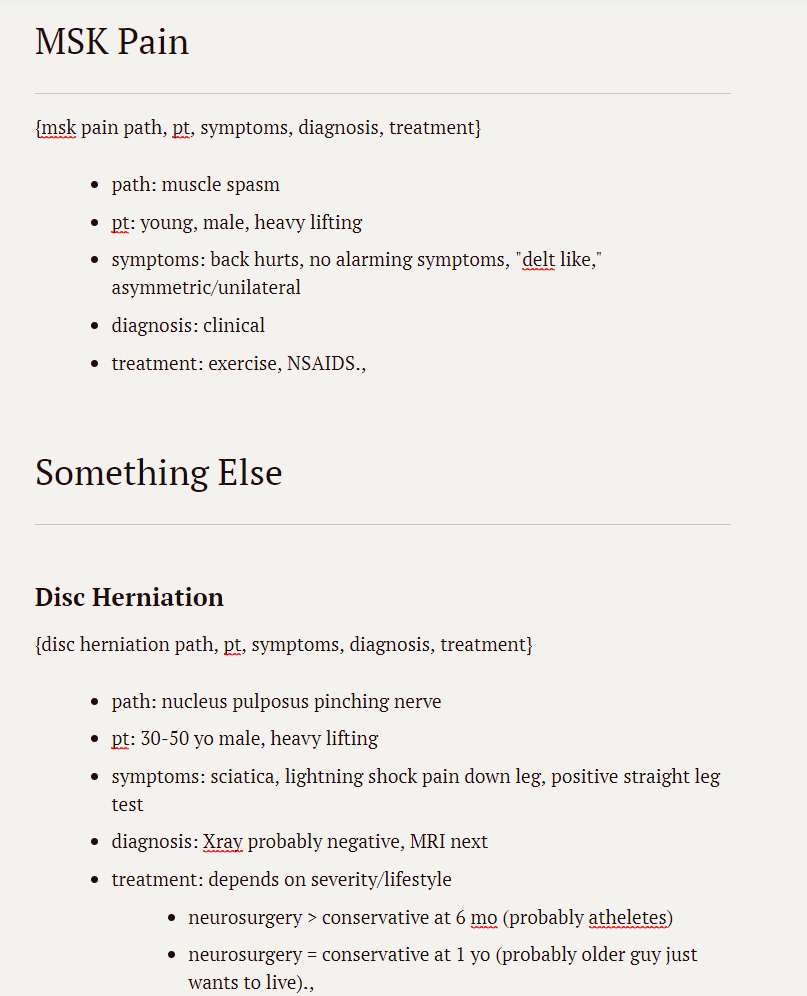 MSK Pain
{msk pain path, pt, symptoms, diagnosis, treatment}
path: muscle spasm
pt: young, male, heavy lifting
symptoms: back hurts, no alarming symptoms, "delt like,"
asymmetric/unilateral
diagnosis: clinical
treatment: exercise, NSAIDS.,
Something Else
Disc Herniation
{disc herniation path, pt, symptoms, diagnosis, treatment}
path: nucleus pulposus pinching nerve
pt: 30-50 yo male, heavy lifting
symptoms: sciatica, lightning shock pain down leg, positive straight leg
test
diagnosis: Xray probably negative, MRI next
treatment: depends on severity/lifestyle
neurosurgery > conservative at 6 mo (probably atheletes)
neurosurgery = conservative at 1 yo (probably older guy just
wants to live).,